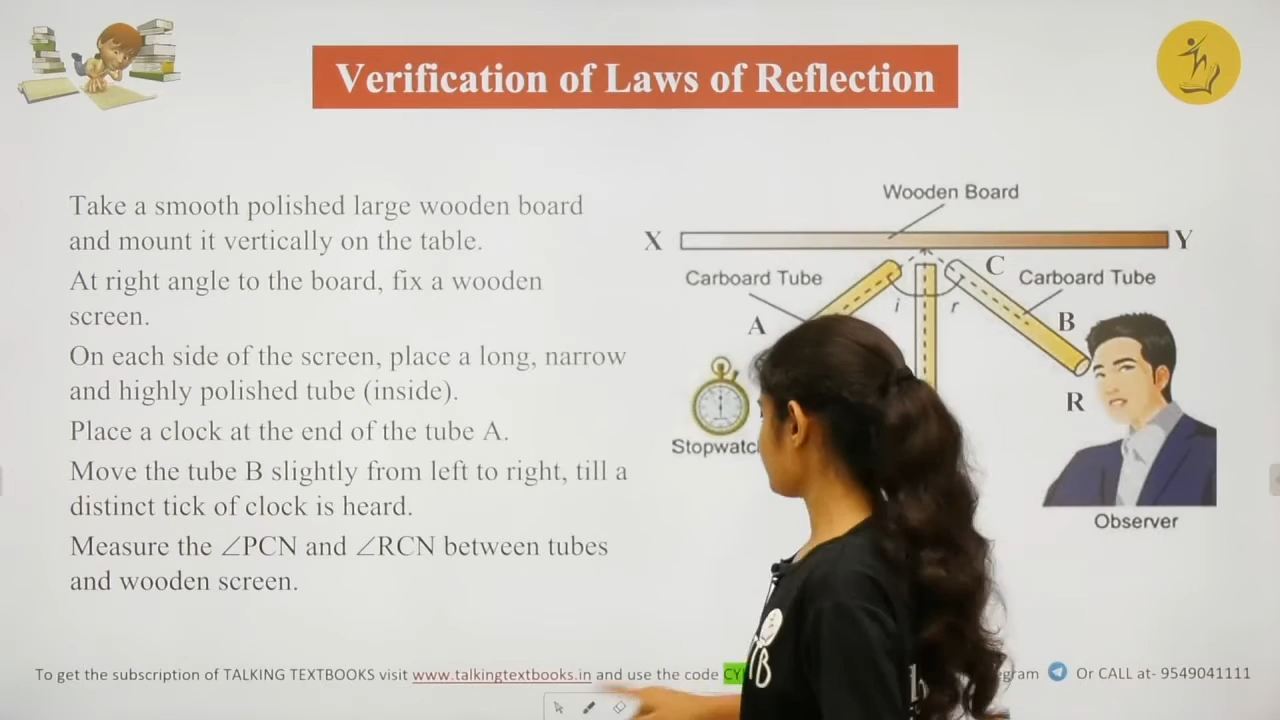 Verification of Laws of Reflection
Take a smooth polished large wooden board
and mount it vertically on the table.
At right angle to the board, fix a wooden
screen.
On each side of the screen, place a long, narrow
and highly polished tube (inside).
Place a clock at the end of the tube A.
Move the tube B slightly from left to right, till a
distinct tick of clock is heard.
Measure the ∠PCN and ∠RCN between tubes
and wooden screen.
Wooden Board
X
Y
Carboard Tube
C
Carboard Tube
i
r
A
B
R
Stopwatc
Observer
To get the subscription of TALKING TEXTBOOKS visit www.talkingtextbooks.in and use the code CY
Or CALL at- 9549041111